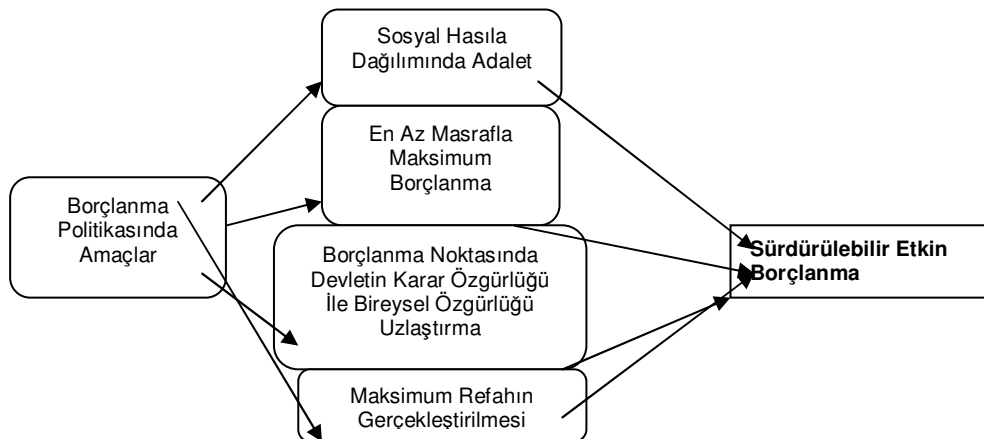 Sosyal Hasıla
Dağılımında Adalet
En Az Masrafla
Maksimum
Borçlanma
Borçlanma
Politikasında
Amaçlar
Borçlanma Noktasında
Devletin Karar Özgürlüğü
İle Bireysel Özgürlüğü
Uzlaştırma
Maksimum Refahın
Gerçekleştirilmesi
Sürdürülebilir Etkin
Borçlanma